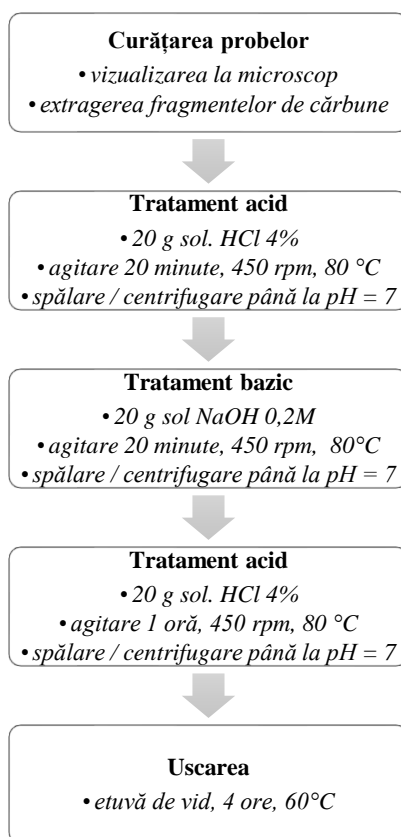 Curățarea probelor
• vizualizarea la microscop
• extragerea fragmentelor de cărbune
Tratament acid
• 20 g sol. HCl 4%
• agitare 20 minute, 450 rpm, 80 °C
• spălare / centrifugare până la pH = 7
Tratament bazic
• 20 g sol NaOH 0,2M
• agitare 20 minute, 450 rpm, 80°C
• spălare / centrifugare până la pH = 7
Tratament acid
• 20 g sol. HCl 4%
• agitare 1 oră, 450 rpm, 80 °C
• spălare / centrifugare până la pH = 7
Uscarea
• etuvă de vid, 4 ore, 60°C